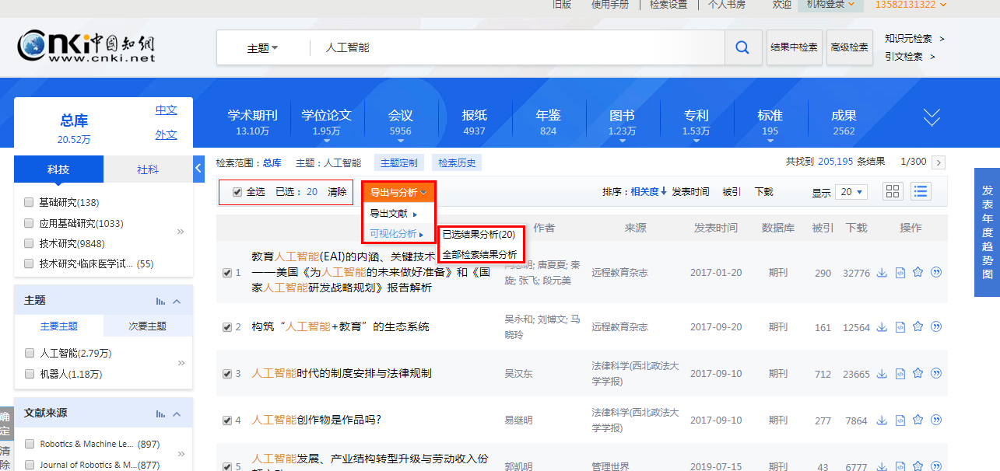 旧版 使用手册 检索设置 个人书房 欢迎 机构登录 13582131322
Cnki中国知网
www.cnki.net
主题 人工智能 结果中检索 高级检索
知识元检索 >
引文检索 >
总库
20.52万
中文
外文
学术期刊 学位论文 会议 报纸 年鉴 图书 专利 标准 成果
13.10万 1.95万 5956 4937 824 1.23万 1.53万 195 2562
科技 社科
检索范围：总库 主题：人工智能 主题定制 检索历史 共找到 205,195 条结果 1/300 >
全选 已选：20 清除 导出与分析 排序：相关度↓ 发表时间 被引 下载 显示 20
导出文献
可视化分析
已选结果分析(20)
全部检索结果分析
作者 来源 发表时间 数据库 被引 下载 操作
基础研究(138)
应用基础研究(1033)
技术研究(9848)
技术研究-临床医学试... (55)
»
主题
主要主题 次要主题
人工智能(2.79万)
机器人(1.18万)
»
文献来源
Robotics & Machine Le... (897)
Journal of Robotics & M...(877)
»
确定
清除
1 教育人工智能(EAI)的内涵、关键技术
——美国《为人工智能的未来做好准备》和《国
家人工智能研发战略规划》报告解析
唐夏夏; 秦
旋; 张飞; 段元美
远程教育杂志 2017-01-20 期刊 290 32776
2 构筑“人工智能+教育”的生态系统
吴永和; 刘博文; 马
晓玲
远程教育杂志 2017-09-20 期刊 161 12564
3 人工智能时代的制度安排与法律规制
吴汉东
法律科学(西北政法大
学学报)
2017-09-10 期刊 712 23665
4 人工智能创作物是作品吗?
易继明
法律科学(西北政法大
学学报)
2017-09-10 期刊 277 7864
5 人工智能发展、产业结构转型升级与劳动收入份
郭凯明 管理世界 2019-07-15 期刊 43 6777
发表年度趋势图